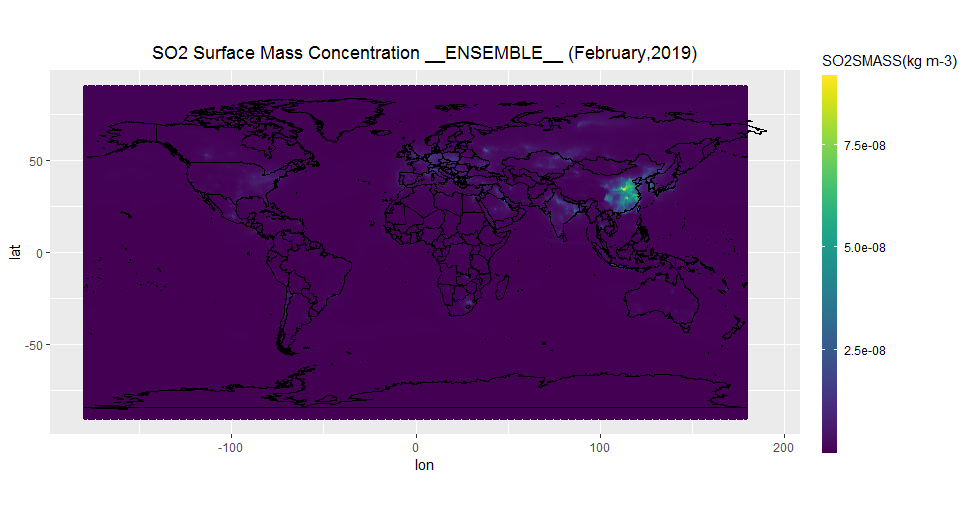 SO2 Surface Mass Concentration __ENSEMBLE__ (February,2019)
SO2SMASS(kg m-3)
7.5e-08
5.0e-08
2.5e-08
lat
50
0
-50
-100
0
100
200
lon